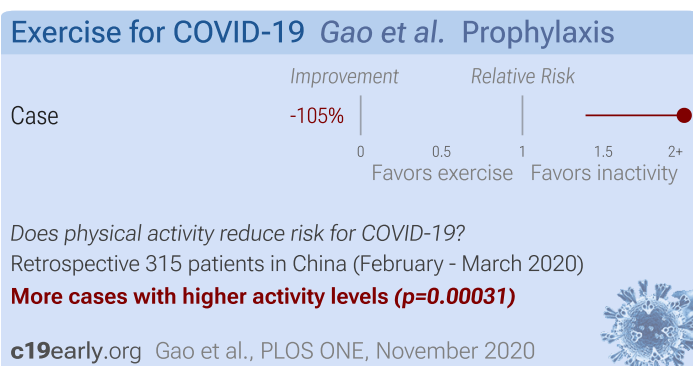 Exercise for COVID-19 Gao et al. Prophylaxis
Improvement Relative Risk
Case -105%
0 0.5 1 1.5 2+
Favors exercise Favors inactivity
Does physical activity reduce risk for COVID-19?
Retrospective 315 patients in China (February - March 2020)
More cases with higher activity levels (p=0.00031)
c19early.org Gao et al., PLOS ONE, November 2020